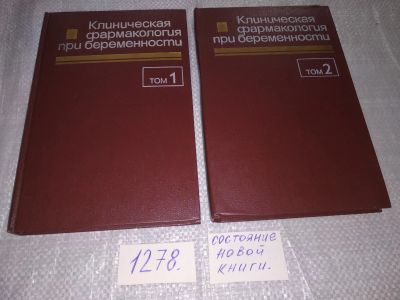 Клиническая
фармакология
при беременности
том 1
Клиническая
фармакология
при беременности
том 2
1278.
состояние
новой
книги.